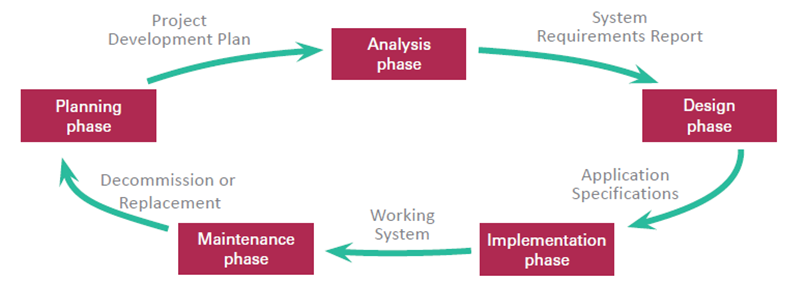 Project
Development Plan
Analysis
phase
System
Requirements Report
Planning
phase
Design
phase
Decommission or
Replacement
Application
Specifications
Working
System
Maintenance
phase
Implementation
phase